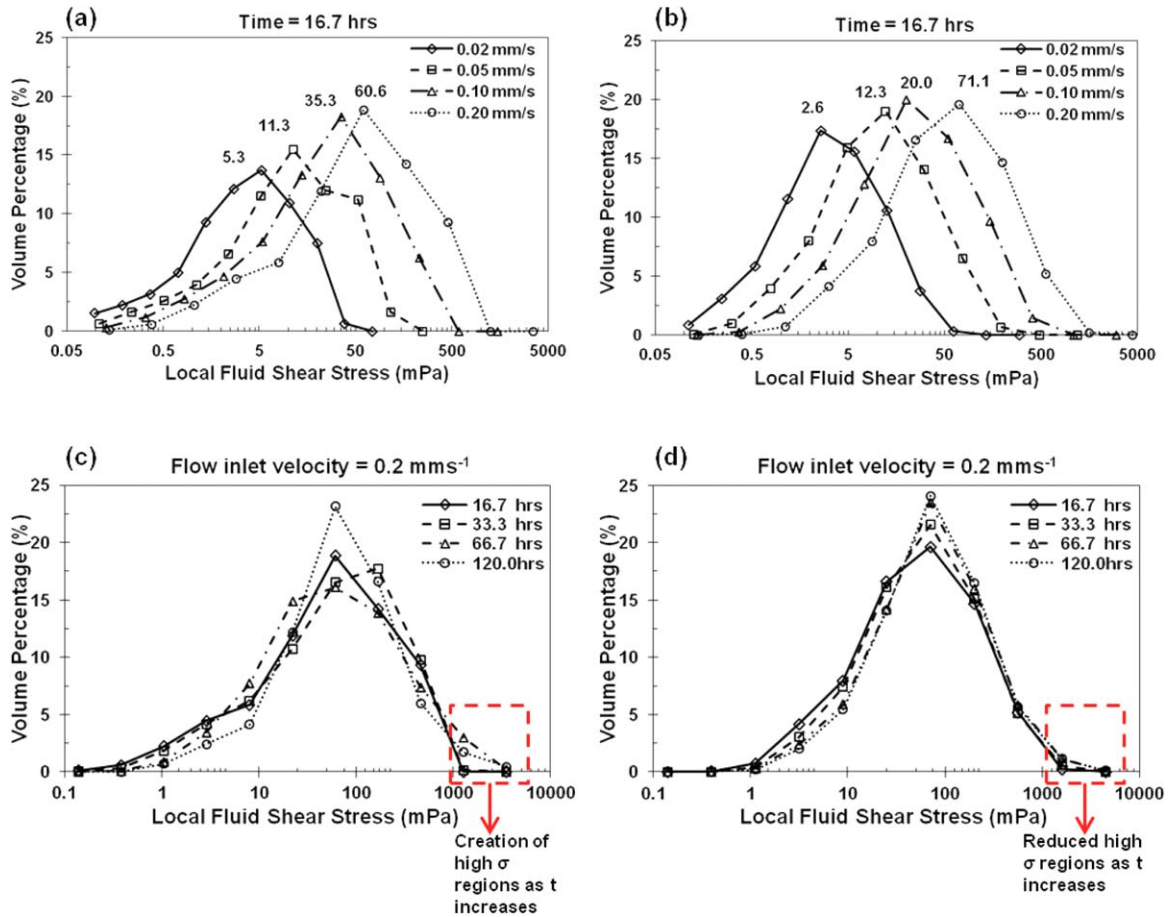 (a)
Time = 16.7 hrs
Volume Percentage (%)
25
20
15
10
5
0
0.02 mm/s
0.05 mm/s
0.10 mm/s
0.20 mm/s
5.3
11.3
35.3
60.6
0.05
0.5
5
50
500
5000
Local Fluid Shear Stress (mPa)
(b)
Time = 16.7 hrs
Volume Percentage (%)
25
20
15
10
5
0
0.02 mm/s
0.05 mm/s
0.10 mm/s
0.20 mm/s
2.6
12.3
20.0
71.1
0.05
0.5
5
50
500
5000
Local Fluid Shear Stress (mPa)
(c)
Flow inlet velocity = 0.2 mms⁻¹
Volume Percentage (%)
25
20
15
10
5
0
16.7 hrs
33.3 hrs
66.7 hrs
120.0hrs
0.1
1
10
100
1000
10000
Local Fluid Shear Stress (mPa)
Creation of
high σ
regions as t
increases
(d)
Flow inlet velocity = 0.2 mms⁻¹
Volume Percentage (%)
25
20
15
10
5
0
16.7 hrs
33.3 hrs
66.7 hrs
120.0hrs
0.1
1
10
100
1000
10000
Local Fluid Shear Stress (mPa)
Reduced high
σ regions as t
increases